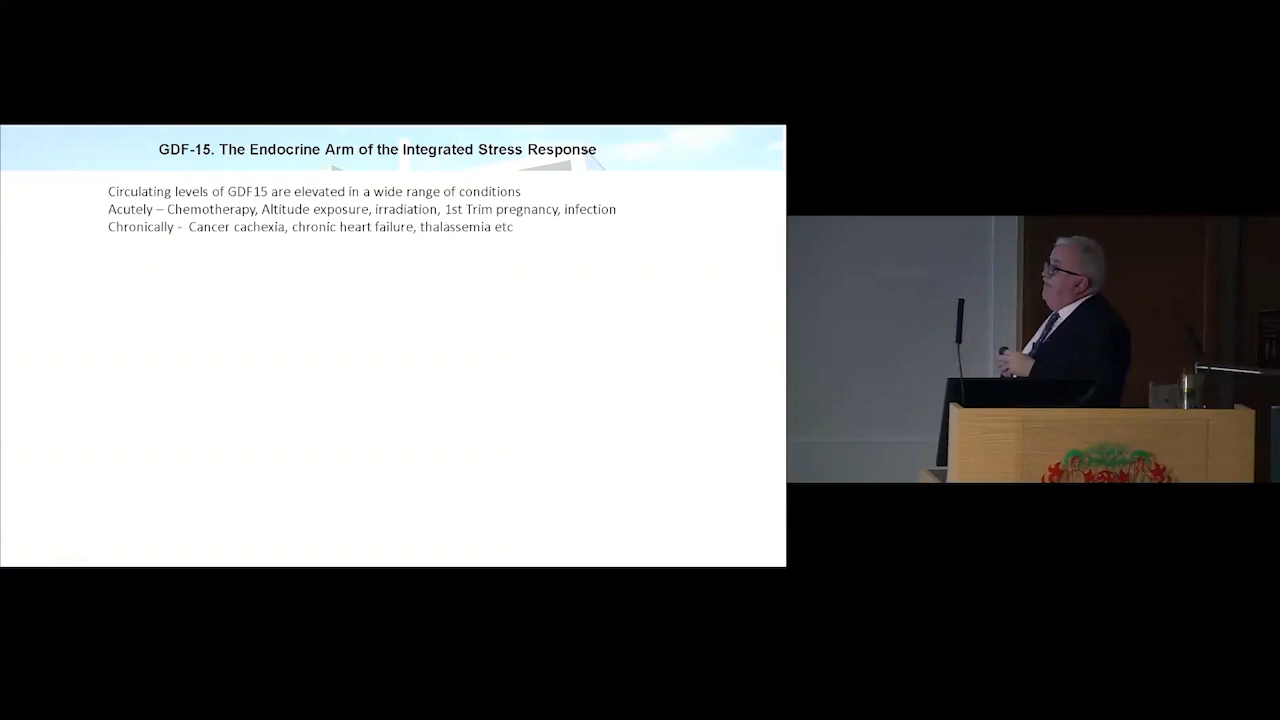 GDF-15. The Endocrine Arm of the Integrated Stress Response
Circulating levels of GDF15 are elevated in a wide range of conditions
Acutely – Chemotherapy, Altitude exposure, irradiation, 1st Trim pregnancy, infection
Chronically - Cancer cachexia, chronic heart failure, thalassemia etc